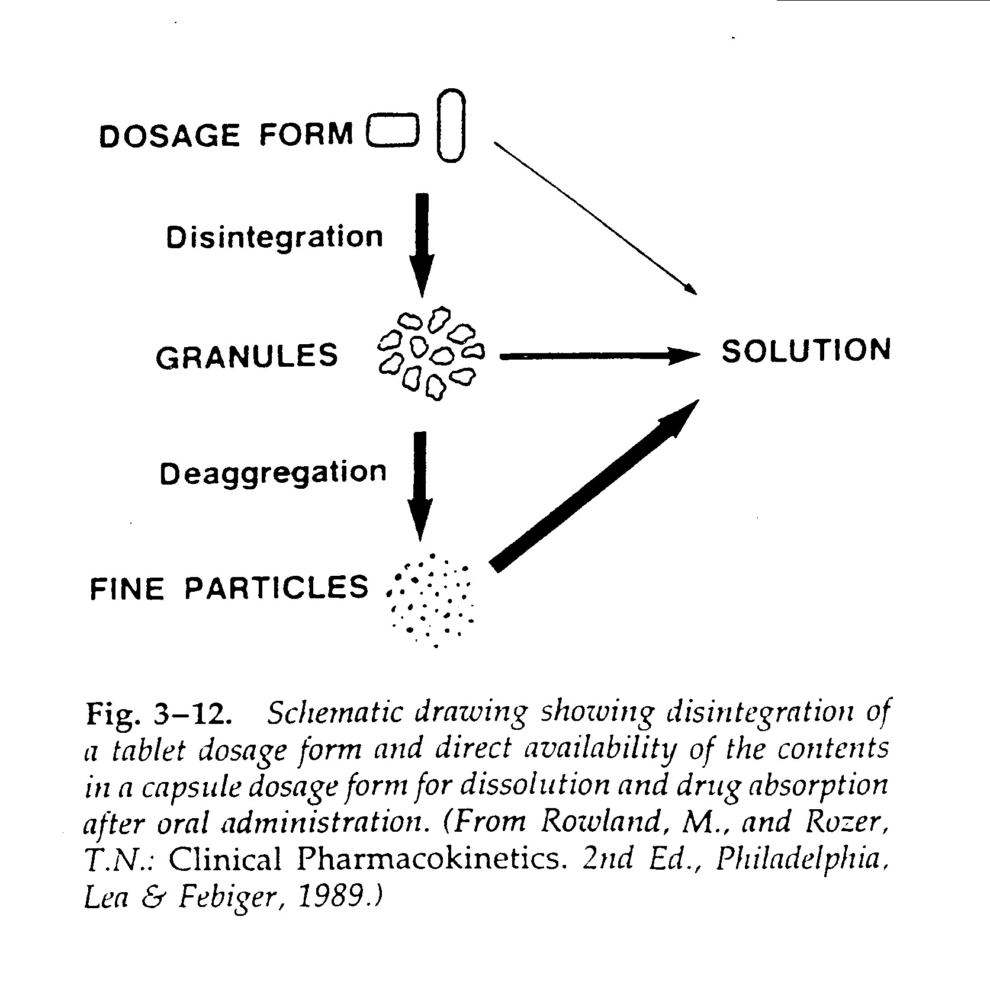 DOSAGE FORM
Disintegration
GRANULES
SOLUTION
Deaggregation
FINE PARTICLES
Fig. 3–12. Schematic drawing showing disintegration of
a tablet dosage form and direct availability of the contents
in a capsule dosage form for dissolution and drug absorption
after oral administration. (From Rowland, M., and Rozer,
T.N.: Clinical Pharmacokinetics. 2nd Ed., Philadelphia,
Lea & Febiger, 1989.)